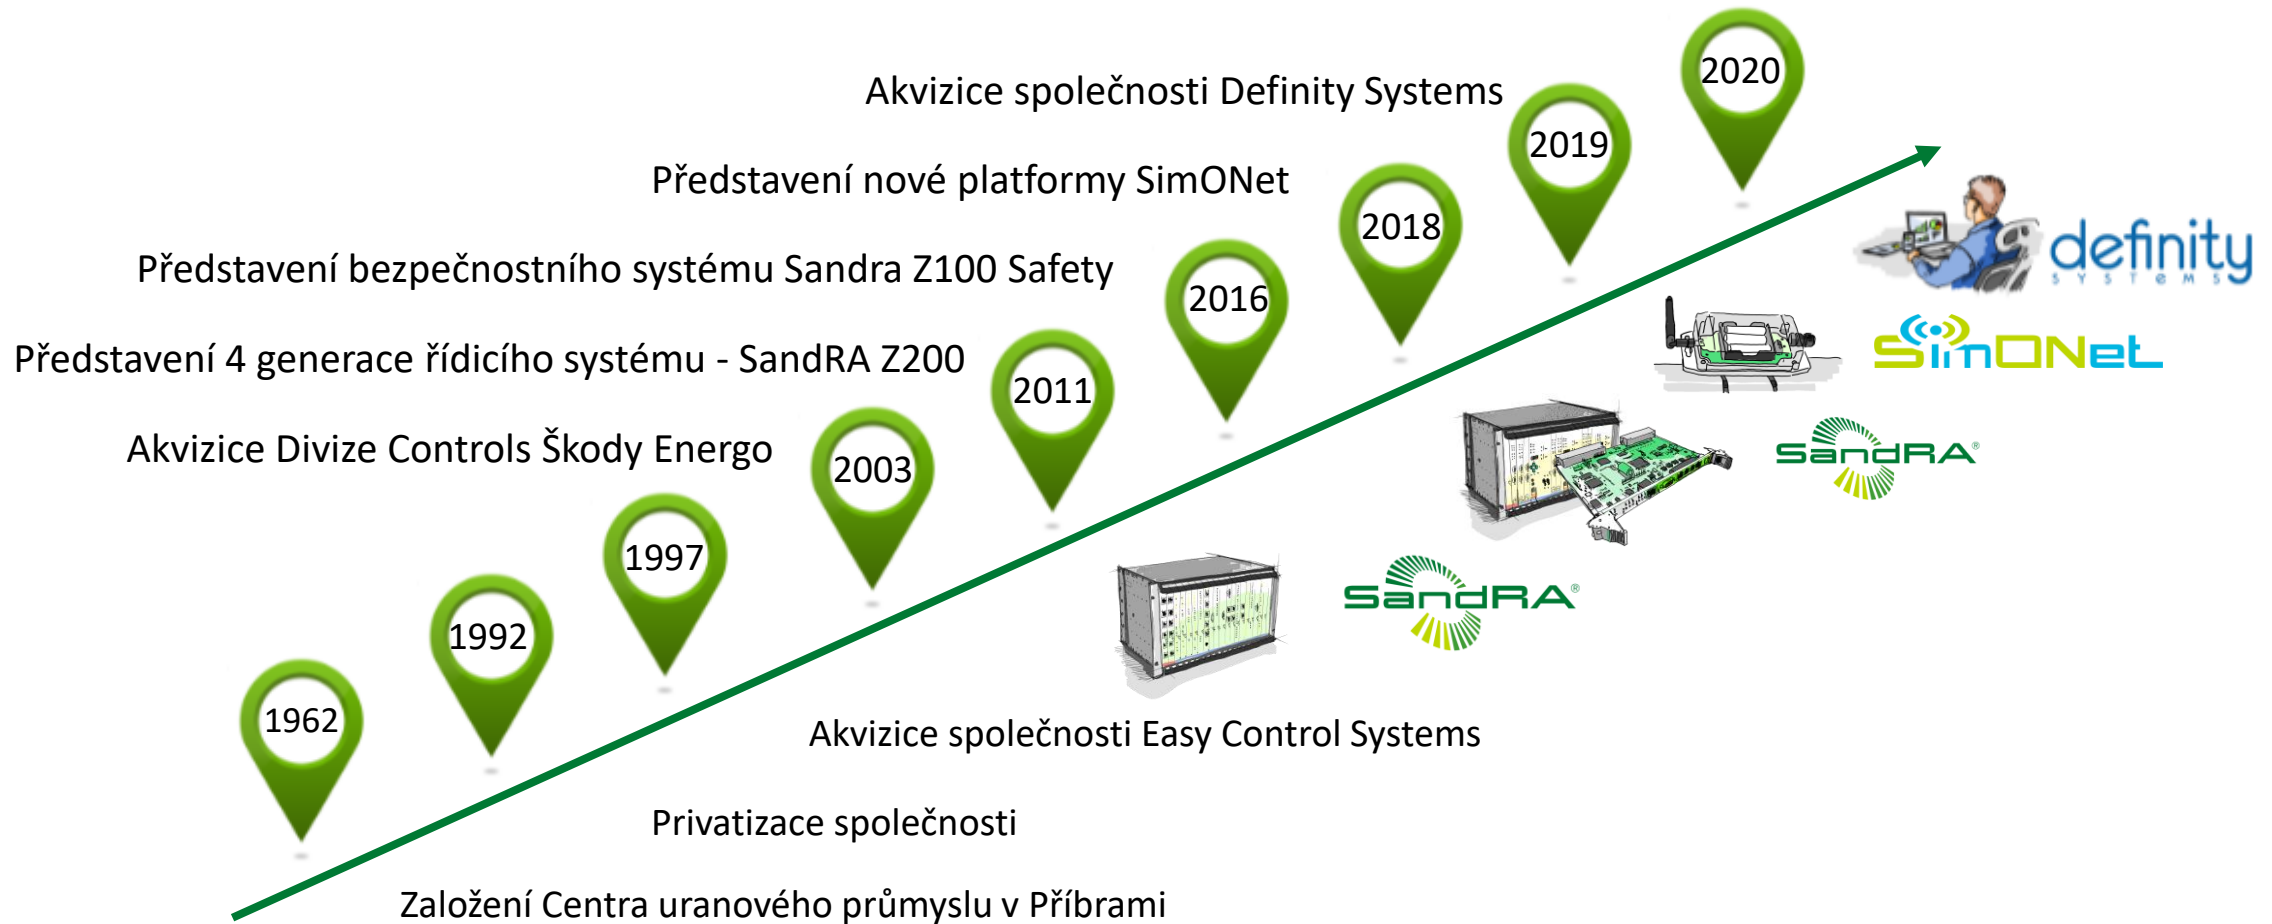 2020
Akvizice společnosti Definity Systems
2019
Představení nové platformy SimONet
2018
definity
SYSTEMS
Představení bezpečnostního systému Sandra Z100 Safety
2016
SimONet
Představení 4 generace řídicího systému - SandRA Z200
2011
Akvizice Divize Controls Škody Energo
2003
SandRA®
1997
SandRA®
1992
1962
Akvizice společnosti Easy Control Systems
Privatizace společnosti
Založení Centra uranového průmyslu v Příbrami